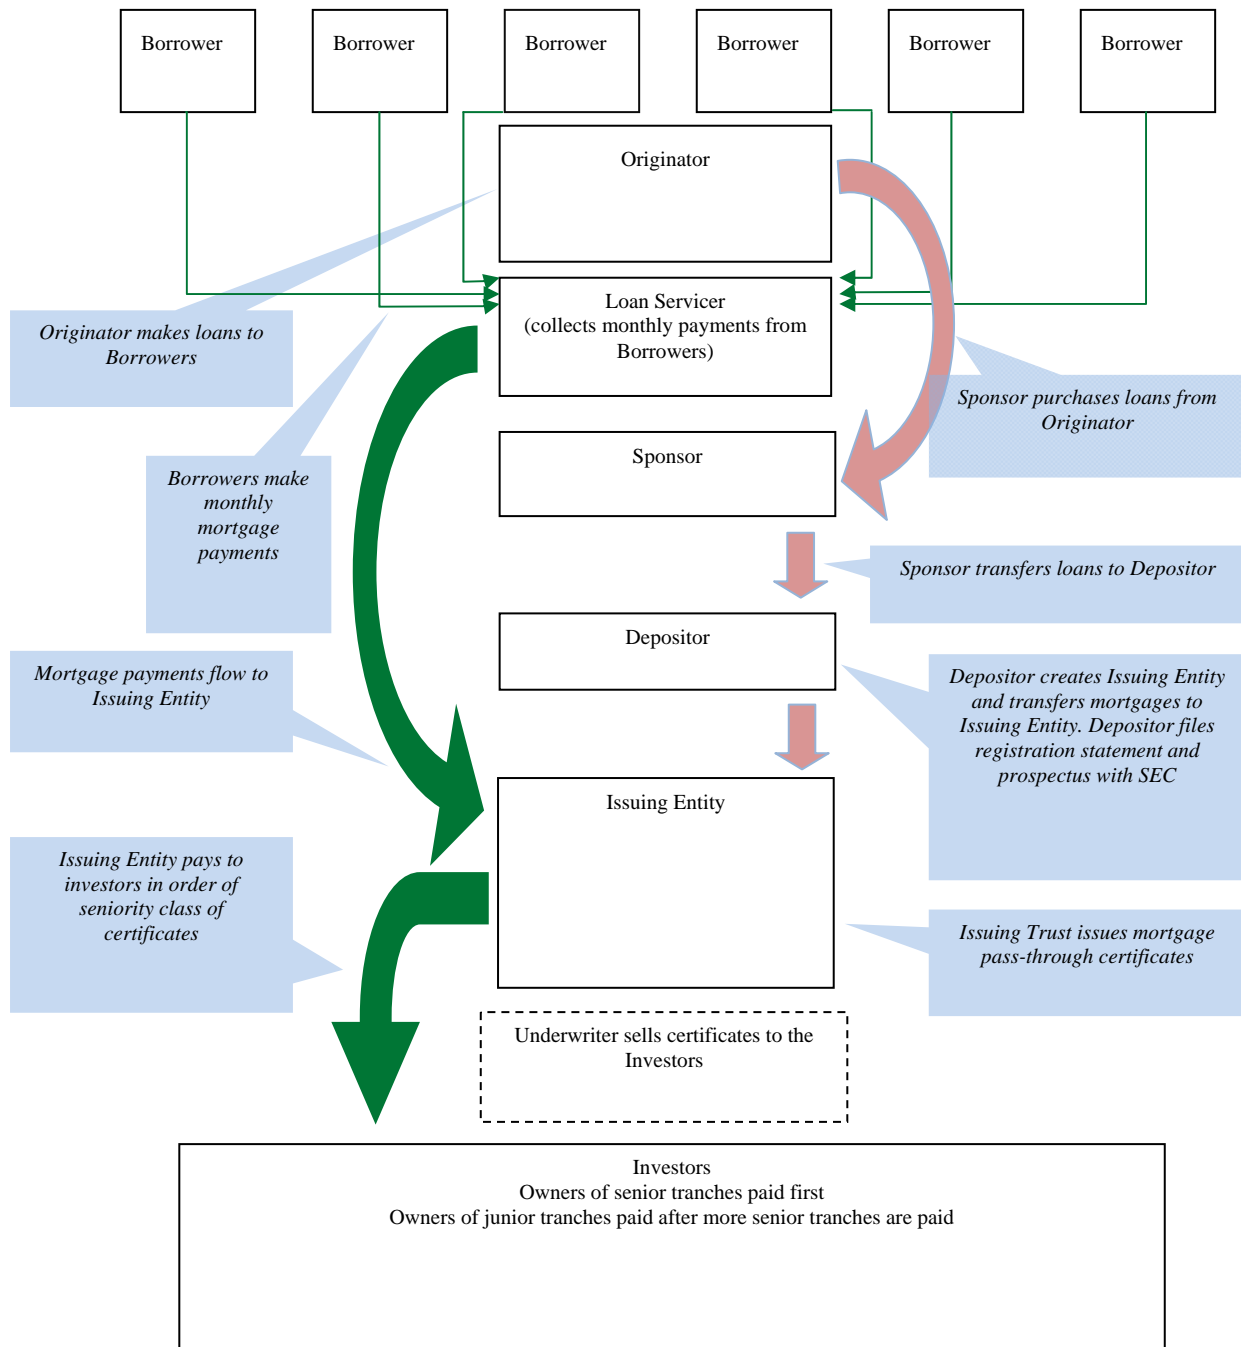 Borrower
Borrower
Borrower
Borrower
Borrower
Borrower
Originator
Loan Servicer
(collects monthly payments from
Borrowers)
Originator makes loans to
Borrowers
Sponsor purchases loans from
Originator
Sponsor
Borrowers make
monthly
mortgage
payments
Sponsor transfers loans to Depositor
Depositor
Mortgage payments flow to
Issuing Entity
Depositor creates Issuing Entity
and transfers mortgages to
Issuing Entity. Depositor files
registration statement and
prospectus with SEC
Issuing Entity
Issuing Entity pays to
investors in order of
seniority class of
certificates
Issuing Trust issues mortgage
pass-through certificates
Underwriter sells certificates to the
Investors
Investors
Owners of senior tranches paid first
Owners of junior tranches paid after more senior tranches are paid